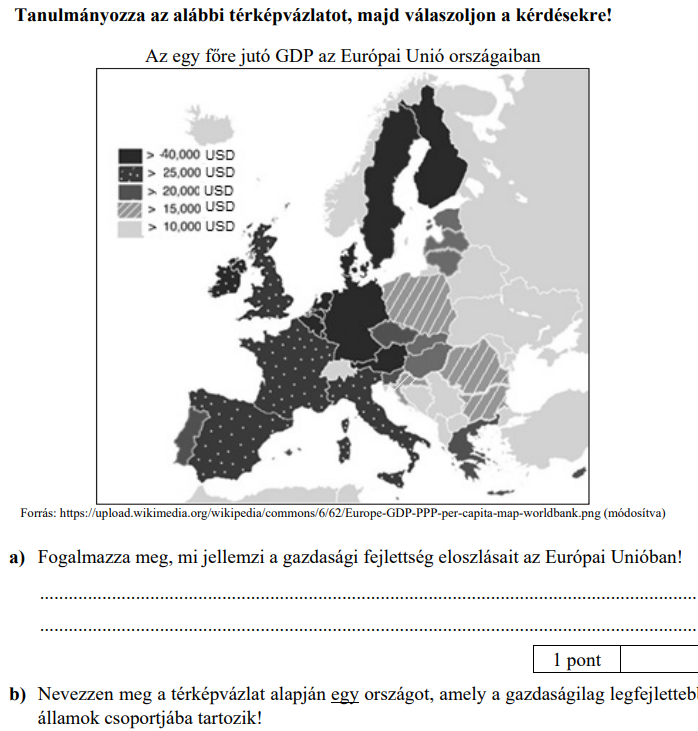 Tanulmányozza az alábbi térképvázlatot, majd válaszoljon a kérdésekre!
Az egy főre jutó GDP az Európai Unió országaiban
> 40,000 USD
> 25,000 USD
> 20,000 USD
> 15,000 USD
> 10,000 USD
Forrás: https://upload.wikimedia.org/wikipedia/commons/6/62/Europe-GDP-PPP-per-capita-map-worldbank.png (módosítva)
a) Fogalmazza meg, mi jellemzi a gazdasági fejlettség eloszlásait az Európai Unióban!
1 pont
b) Nevezzen meg a térképvázlat alapján egy országot, amely a gazdaságilag legfejletteb
államok csoportjába tartozik!